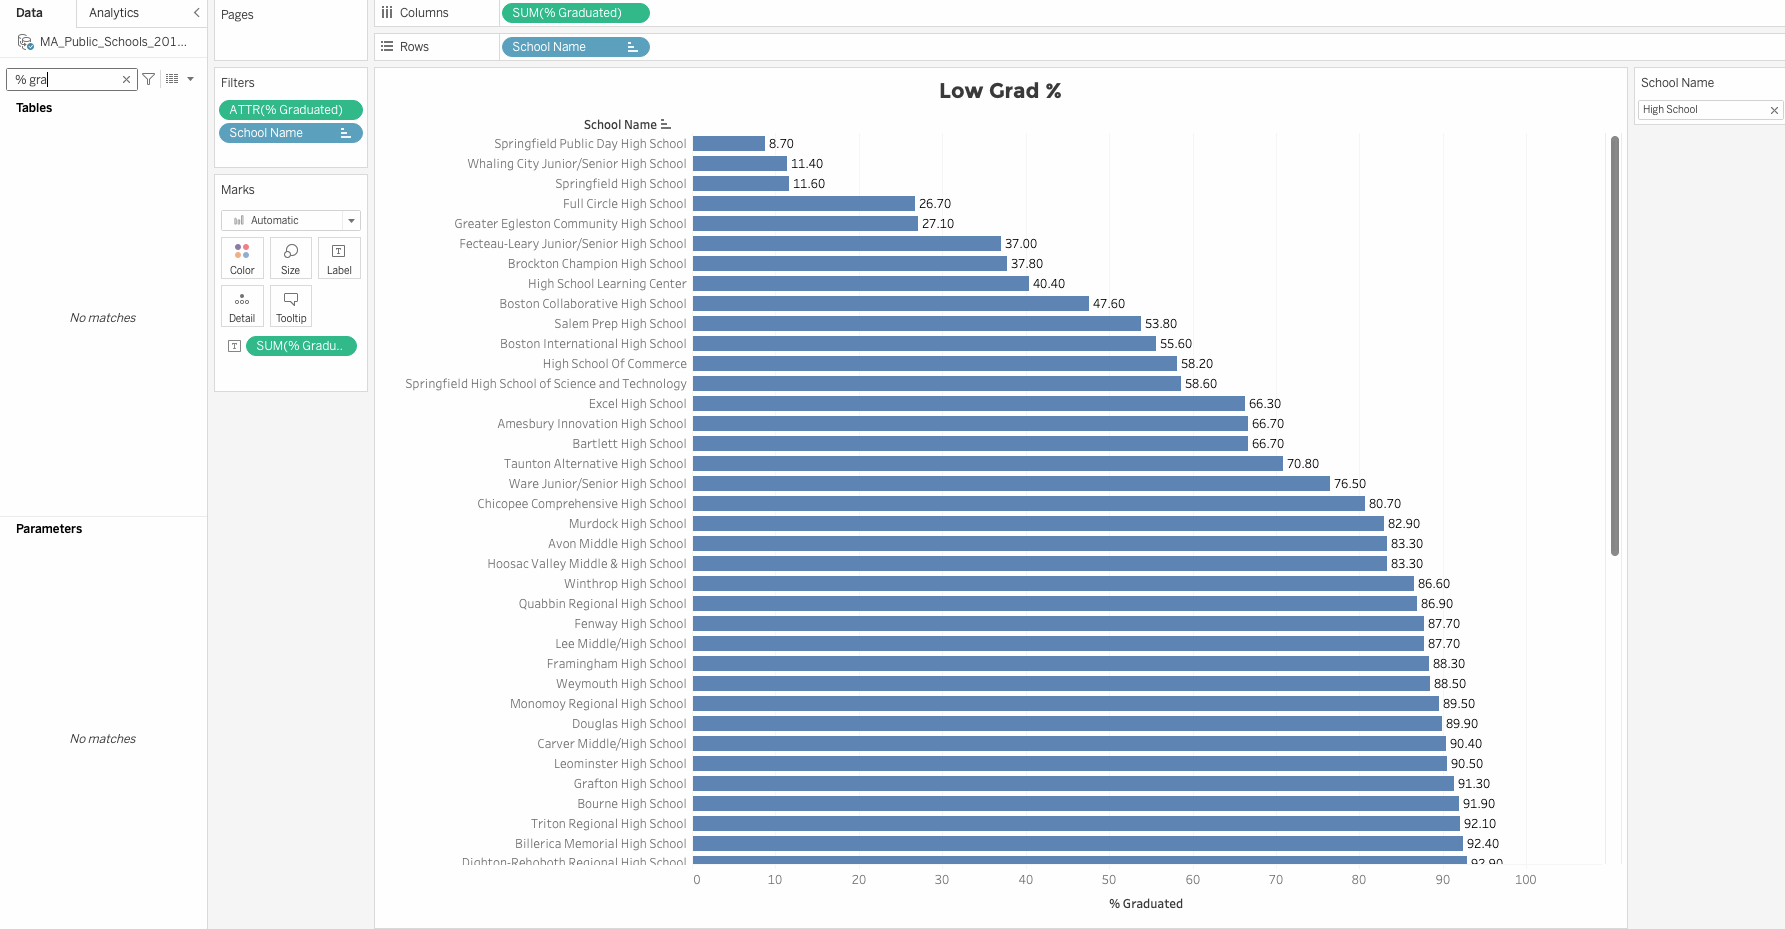 Data
Analytics
MA_Public_Schools_201...
% gra
Tables
No matches
Parameters
No matches
Pages
Filters
ATTR(% Graduated)
School Name
Marks
Automatic
Color
Size
Label
Detail
Tooltip
SUM(% Gradu..
Columns
SUM(% Graduated)
Rows
School Name
Low Grad %
School Name
Springfield Public Day High School 8.70
Whaling City Junior/Senior High School 11.40
Springfield High School 11.60
Full Circle High School 26.70
Greater Egleston Community High School 27.10
Fecteau-Leary Junior/Senior High School 37.00
Brockton Champion High School 37.80
High School Learning Center 40.40
Boston Collaborative High School 47.60
Salem Prep High School 53.80
Boston International High School 55.60
High School Of Commerce 58.20
Springfield High School of Science and Technology 58.60
Excel High School 66.30
Amesbury Innovation High School 66.70
Bartlett High School 66.70
Taunton Alternative High School 70.80
Ware Junior/Senior High School 76.50
Chicopee Comprehensive High School 80.70
Murdock High School 82.90
Avon Middle High School 83.30
Hoosac Valley Middle & High School 83.30
Winthrop High School 86.60
Quabbin Regional High School 86.90
Fenway High School 87.70
Lee Middle/High School 87.70
Framingham High School 88.30
Weymouth High School 88.50
Monomoy Regional High School 89.50
Douglas High School 89.90
Carver Middle/High School 90.40
Leominster High School 90.50
Grafton High School 91.30
Bourne High School 91.90
Triton Regional High School 92.10
Billerica Memorial High School 92.40
Dighton-Rehoboth Regional High School 92.90
0 10 20 30 40 50 60 70 80 90 100
% Graduated
School Name
High School